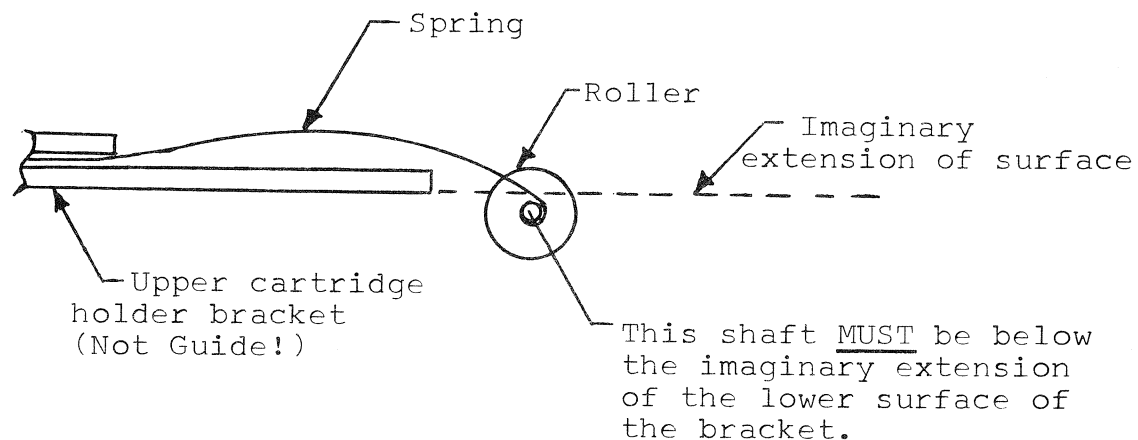 Spring
Roller
Imaginary
extension of surface
Upper cartridge
holder bracket
(Not Guide!)
This shaft MUST be below
the imaginary extension
of the lower surface of
the bracket.